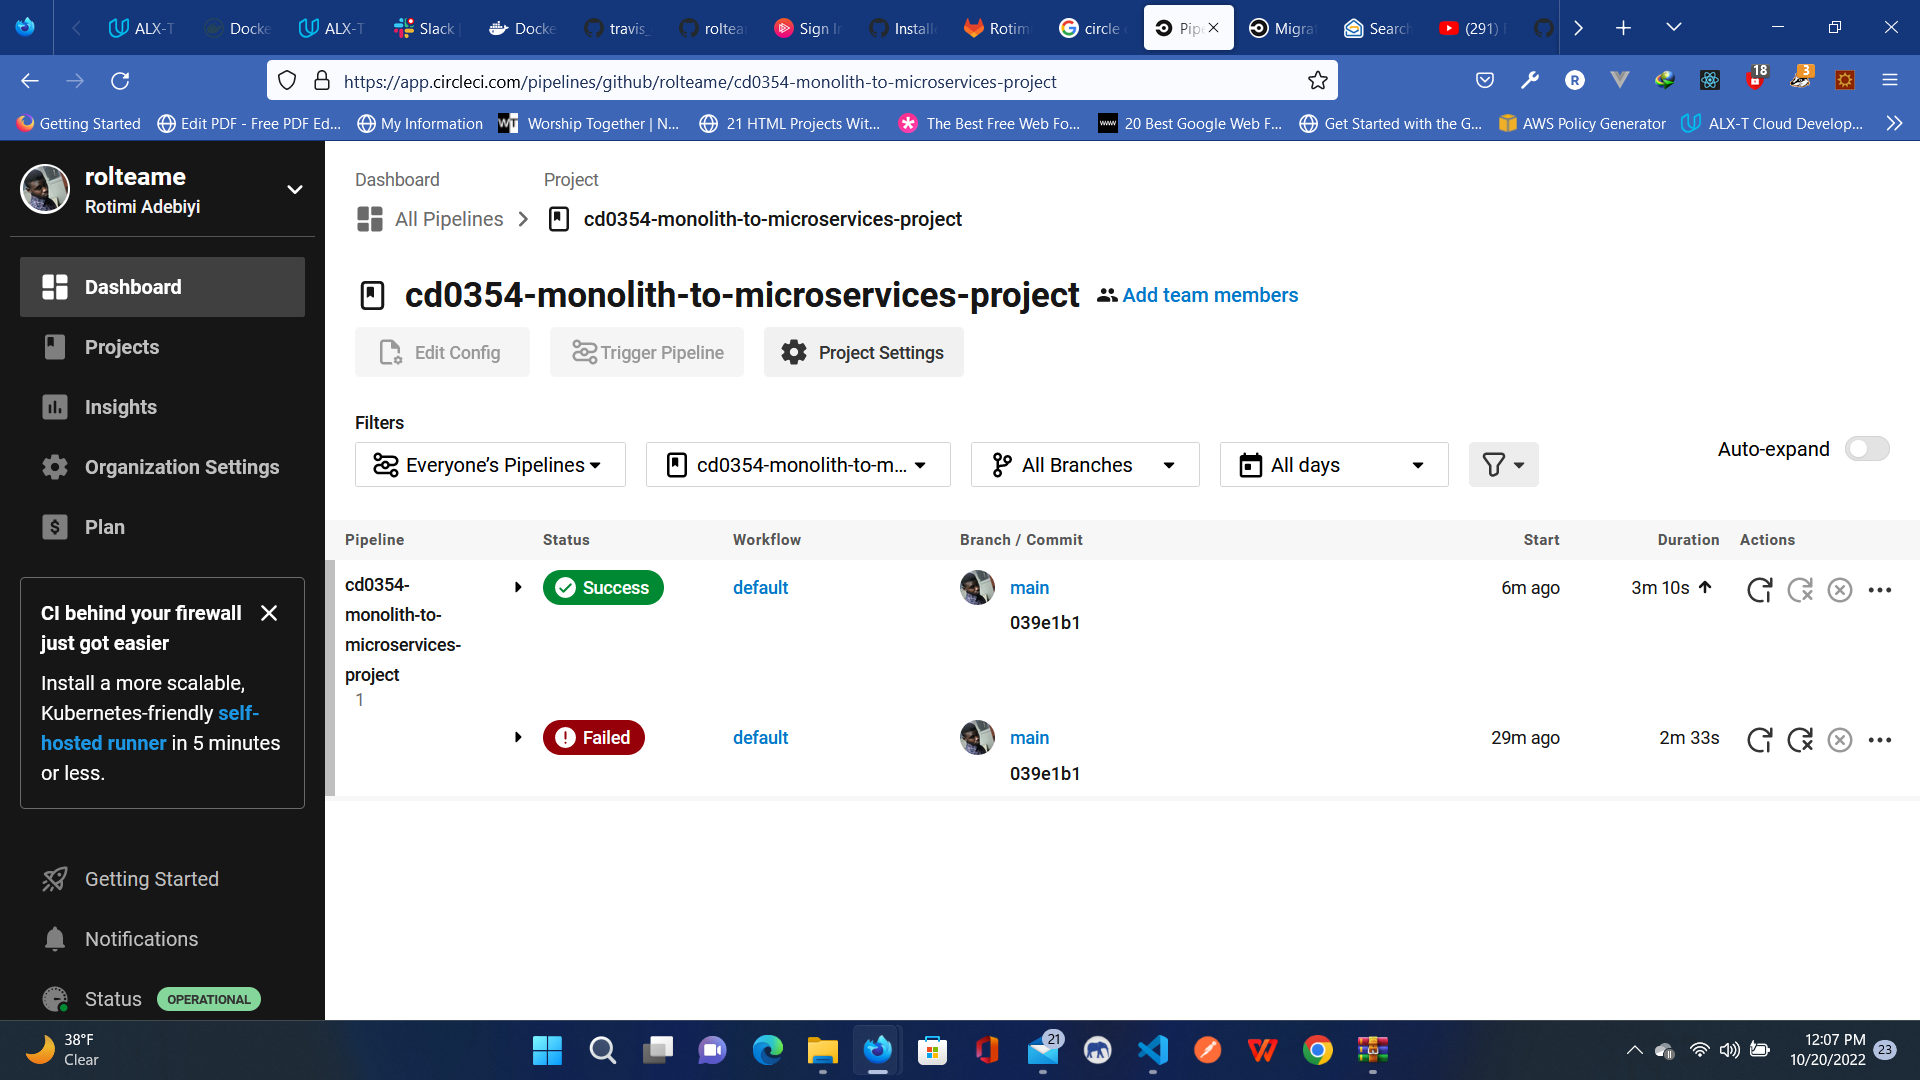 ALX-T
Docke
ALX-T
Slack
Docke
travis_
rolteam
Sign In
Installe
Rotimi
circle
Pip
Migrat
Search
(291)
https://app.circleci.com/pipelines/github/rolteame/cd0354-monolith-to-microservices-project
R
18
3
Getting Started
Edit PDF - Free PDF Ed...
My Information
WT
Worship Together | N...
21 HTML Projects Wit...
The Best Free Web Fo...
www
20 Best Google Web F...
Get Started with the G...
AWS Policy Generator
ALX-T Cloud Develop...
rolteame
Rotimi Adebiyi
Dashboard
Projects
Insights
Organization Settings
Plan
CI behind your firewall
just got easier
Install a more scalable,
Kubernetes-friendly self-
hosted runner in 5 minutes
or less.
Getting Started
Notifications
Status OPERATIONAL
Dashboard
Project
All Pipelines
cd0354-monolith-to-microservices-project
cd0354-monolith-to-microservices-project
Add team members
Edit Config
Trigger Pipeline
Project Settings
Filters
Everyone’s Pipelines
cd0354-monolith-to-m...
All Branches
All days
Auto-expand
Pipeline
Status
Workflow
Branch / Commit
Start
Duration
Actions
cd0354-
monolith-to-
microservices-
project
1
Success
default
main
039e1b1
6m ago
3m 10s
Failed
default
main
039e1b1
29m ago
2m 33s
38°F
Clear
21
12:07 PM
10/20/2022
23